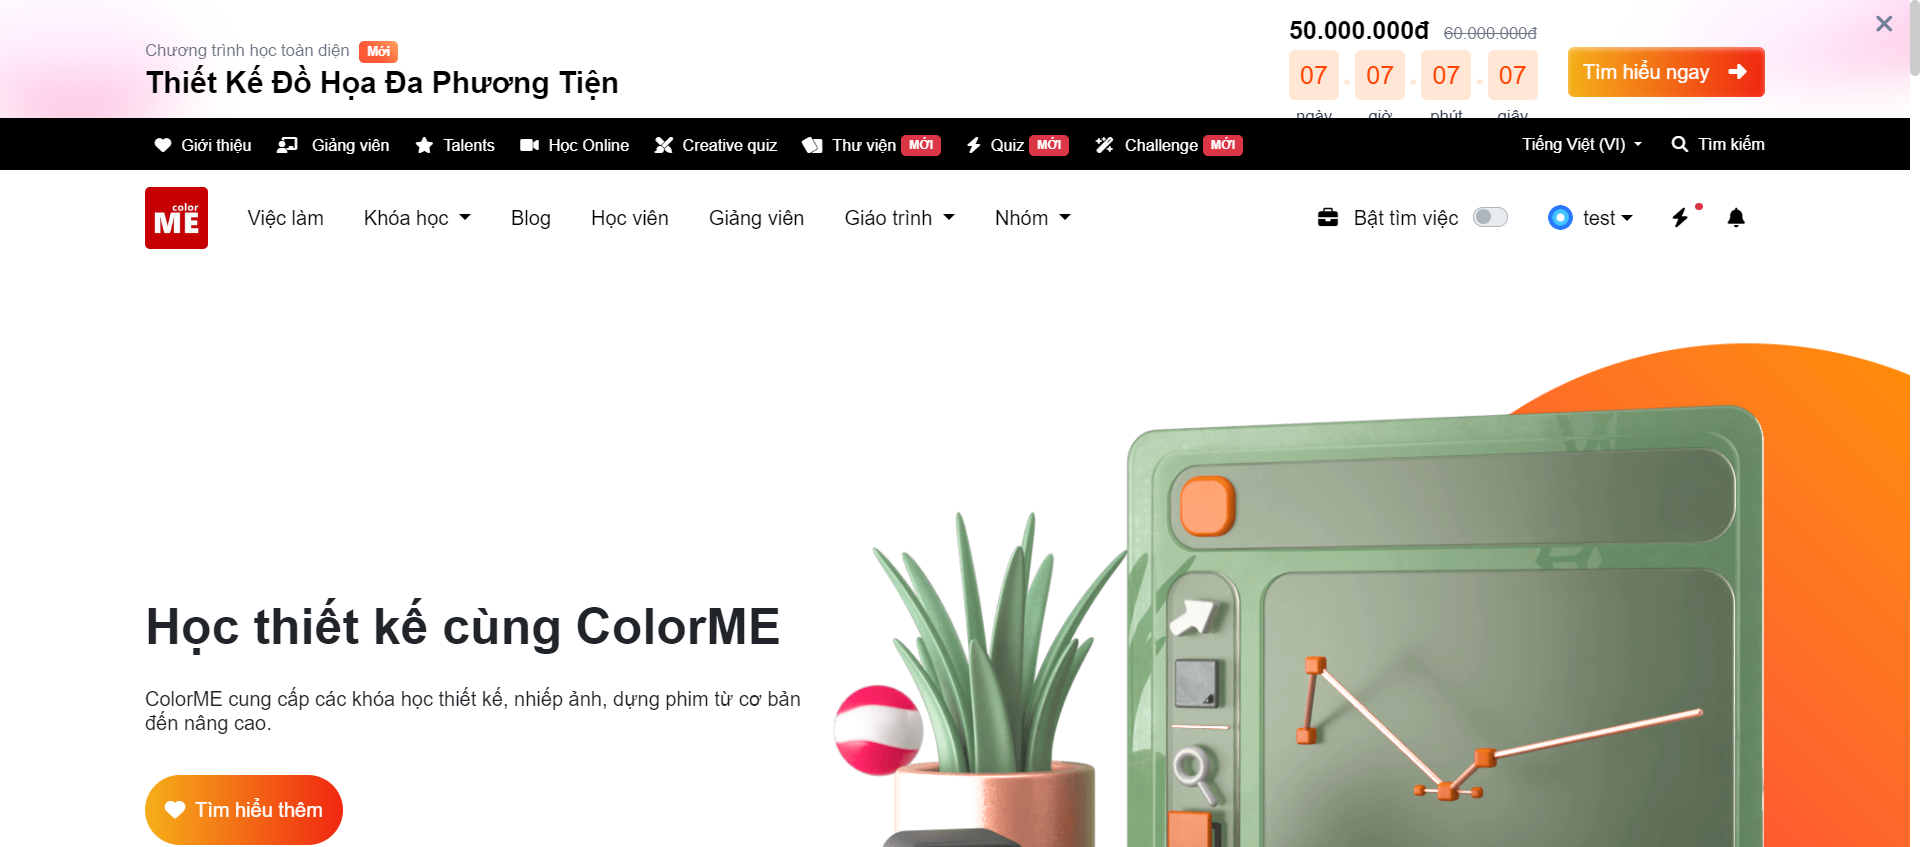 Chương trình học toàn diện Mới
Thiết Kế Đồ Họa Đa Phương Tiện
50.000.000đ 60.000.000đ
07 07 07 07
ngày giờ phút giây
Tìm hiểu ngay
Giới thiệu Giảng viên Talents Học Online Creative quiz Thư viện MỚI Quiz MỚI Challenge MỚI Tiếng Việt (VI) Tìm kiếm
color
ME
Việc làm Khóa học Blog Học viên Giảng viên Giáo trình Nhóm Bật tìm việc test
Học thiết kế cùng ColorME
ColorME cung cấp các khóa học thiết kế, nhiếp ảnh, dựng phim từ cơ bản
đến nâng cao.
Tìm hiểu thêm